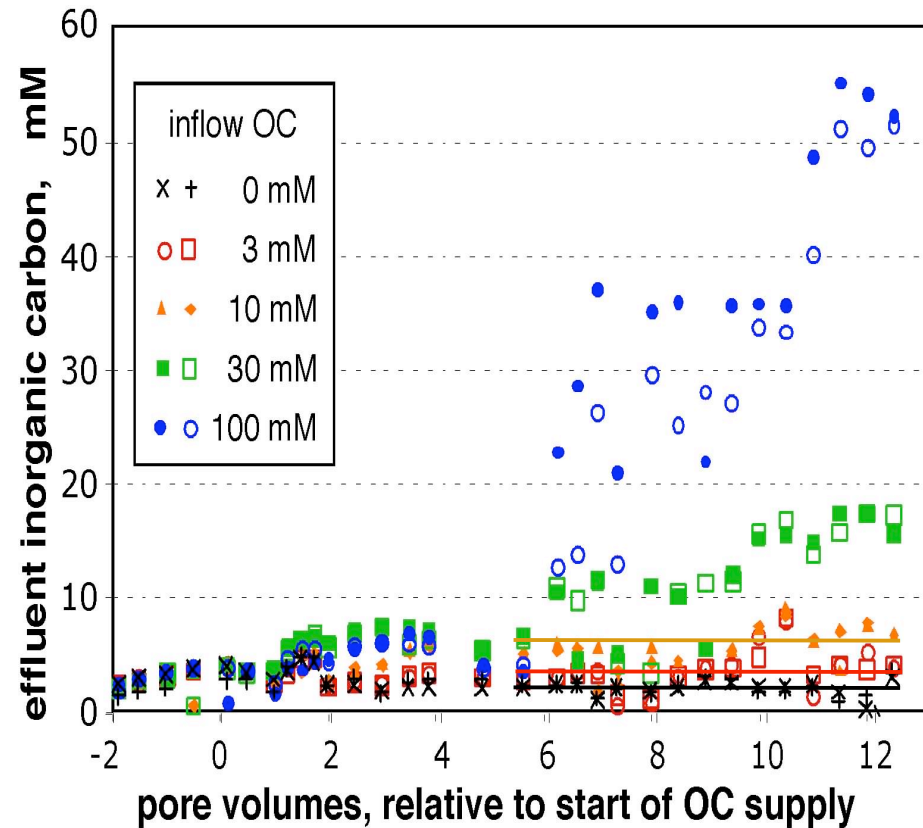 effluent inorganic carbon, mM
60
50
40
30
20
10
0
inflow OC
0 mM
3 mM
10 mM
30 mM
100 mM
-2 0 2 4 6 8 10 12
pore volumes, relative to start of OC supply